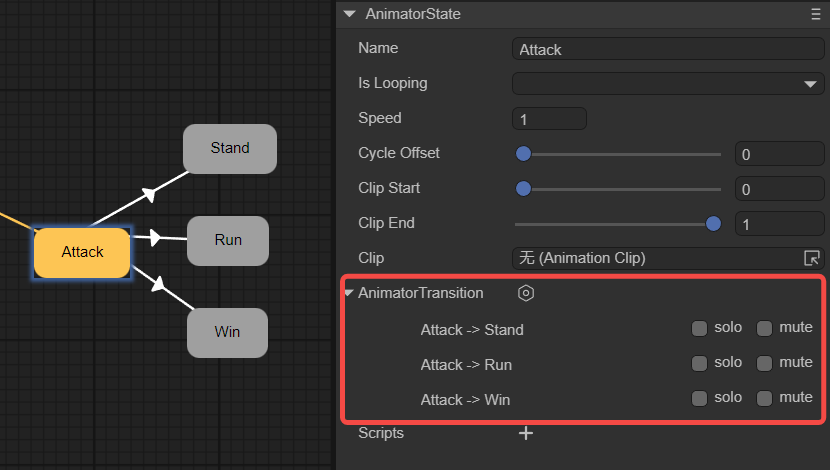 Stand
Run
Attack
Win
AnimatorState
Name Attack
Is Looping
Speed 1
Cycle Offset 0
Clip Start 0
Clip End 1
Clip 无 (Animation Clip)
AnimatorTransition
Attack -> Stand solo mute
Attack -> Run solo mute
Attack -> Win solo mute
Scripts